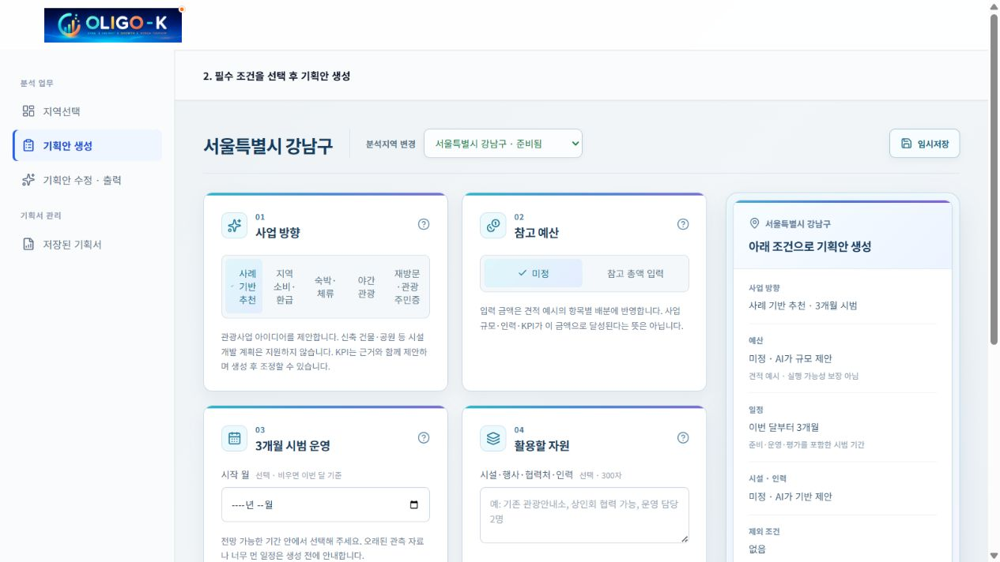 OLIGO-K
분석 업무
지역선택
기획안 생성
기획안 수정 · 출력
기획서 관리
저장된 기획서
2. 필수 조건을 선택 후 기획안 생성
서울특별시 강남구
분석지역 변경
서울특별시 강남구 · 준비됨
임시저장
01
사업 방향
사례
기반
추천
지역
소비·
환급
숙박·
체류
야간
관광
재방문
·관광
주민증
관광사업 아이디어를 제안합니다. 신축 건물·공원 등 시설
개발 계획은 지원하지 않습니다. KPI는 근거와 함께 제안하
며 생성 후 조정할 수 있습니다.
02
참고 예산
미정
참고 총액 입력
입력 금액은 견적 예시의 항목별 배분에 반영합니다. 사업
규모·인력·KPI가 이 금액으로 달성된다는 뜻은 아닙니다.
03
3개월 시범 운영
시작 월 선택 · 비우면 이번 달 기준
----년 --월
전망 가능한 기간 안에서 선택해 주세요. 오래된 관측 자료
나 너무 먼 일정은 생성 전에 안내합니다.
04
활용할 자원
시설·행사·협력처·인력 선택 · 300자
예: 기존 관광안내소, 상인회 협력 가능, 운영 담당
2명
서울특별시 강남구
아래 조건으로 기획안 생성
사업 방향
사례 기반 추천 · 3개월 시범
예산
미정 · AI가 규모 제안
견적 예시 · 실행 가능성 보장 아님
일정
이번 달부터 3개월
준비·운영·평가를 포함한 시범 기간
시설 · 인력
미정 · AI가 기반 제안
제외 조건
없음